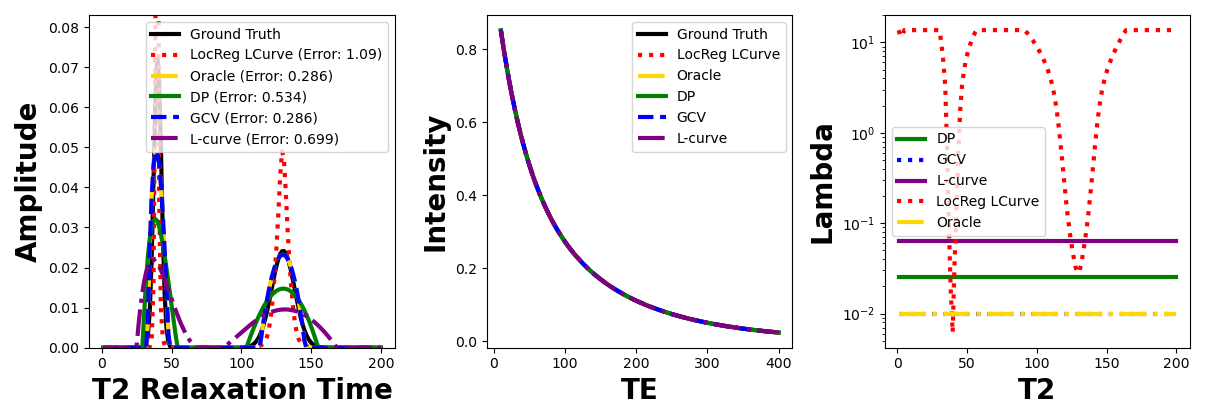 0.08
0.07
0.06
0.05
0.04
0.03
0.02
0.01
0.00
0
50
100
150
200
Amplitude
T2 Relaxation Time
Ground Truth
LocReg LCurve (Error: 1.09)
Oracle (Error: 0.286)
DP (Error: 0.534)
GCV (Error: 0.286)
L-curve (Error: 0.699)
0.8
0.6
0.4
0.2
0.0
0
100
200
300
400
Intensity
TE
Ground Truth
LocReg LCurve
Oracle
DP
GCV
L-curve
10¹
10⁰
10⁻¹
10⁻²
0
50
100
150
200
Lambda
T2
DP
GCV
L-curve
LocReg LCurve
Oracle